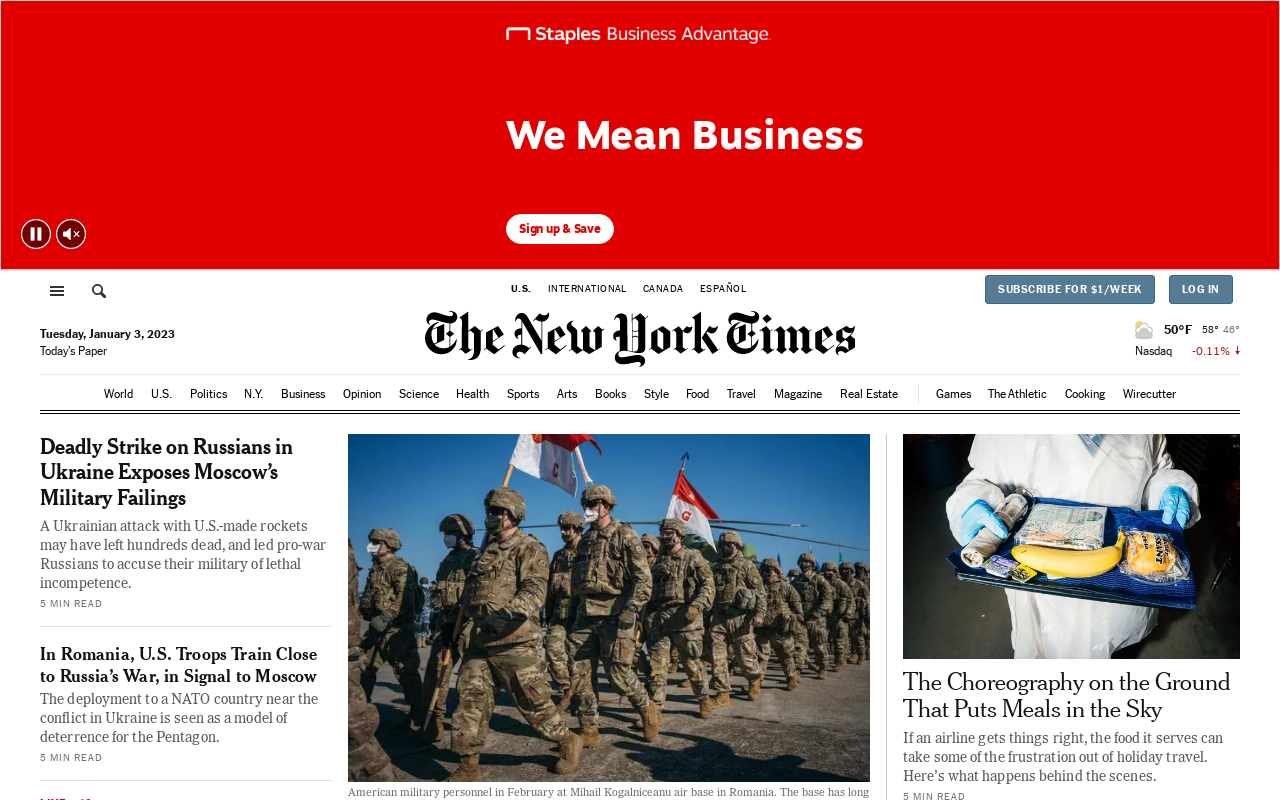 Staples Business Advantage.
We Mean Business
Sign up & Save
U.S. INTERNATIONAL CANADA ESPAÑOL
SUBSCRIBE FOR $1/WEEK LOG IN
Tuesday, January 3, 2023
Today's Paper
The New York Times
50°F 58° 46°
Nasdaq -0.11%
World U.S. Politics N.Y. Business Opinion Science Health Sports Arts Books Style Food Travel Magazine Real Estate Games The Athletic Cooking Wirecutter
Deadly Strike on Russians in
Ukraine Exposes Moscow's
Military Failings
A Ukrainian attack with U.S.-made rockets
may have left hundreds dead, and led pro-war
Russians to accuse their military of lethal
incompetence.
5 MIN READ
In Romania, U.S. Troops Train Close
to Russia's War, in Signal to Moscow
The deployment to a NATO country near the
conflict in Ukraine is seen as a model of
deterrence for the Pentagon.
5 MIN READ
American military personnel in February at Mihail Kogalniceanu air base in Romania. The base has long
The Choreography on the Ground
That Puts Meals in the Sky
If an airline gets things right, the food it serves can
take some of the frustration out of holiday travel.
Here's what happens behind the scenes.
5 MIN READ